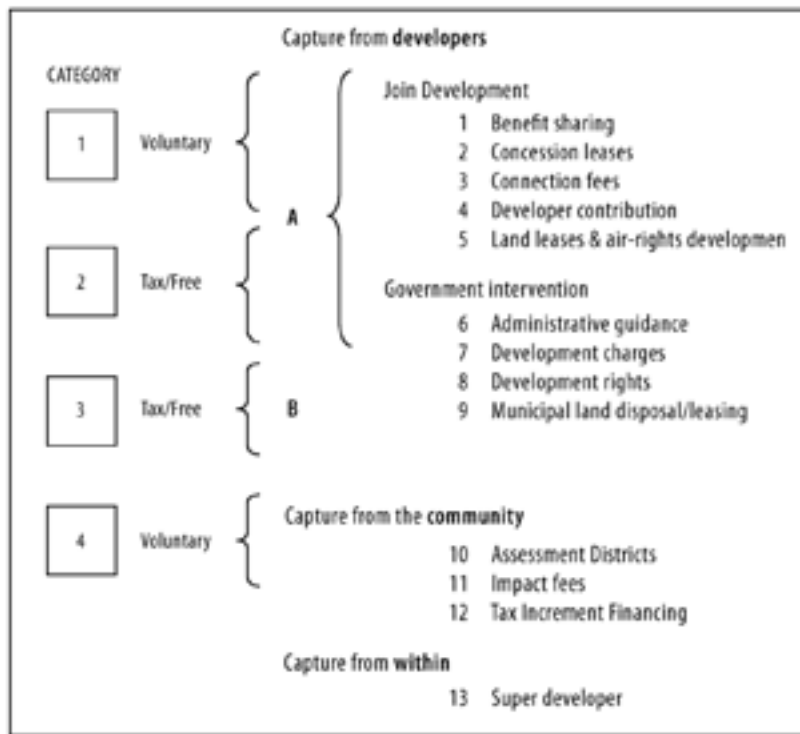 Capture from developers
CATEGORY
1 Voluntary
A
2 Tax/Free
3 Tax/Free
B
4 Voluntary
Join Development
1 Benefit sharing
2 Concession leases
3 Connection fees
4 Developer contribution
5 Land leases & air-rights developmen
Government intervention
6 Administrative guidance
7 Development charges
8 Development rights
9 Municipal land disposal/leasing
Capture from the community
10 Assessment Districts
11 Impact fees
12 Tax Increment Financing
Capture from within
13 Super developer